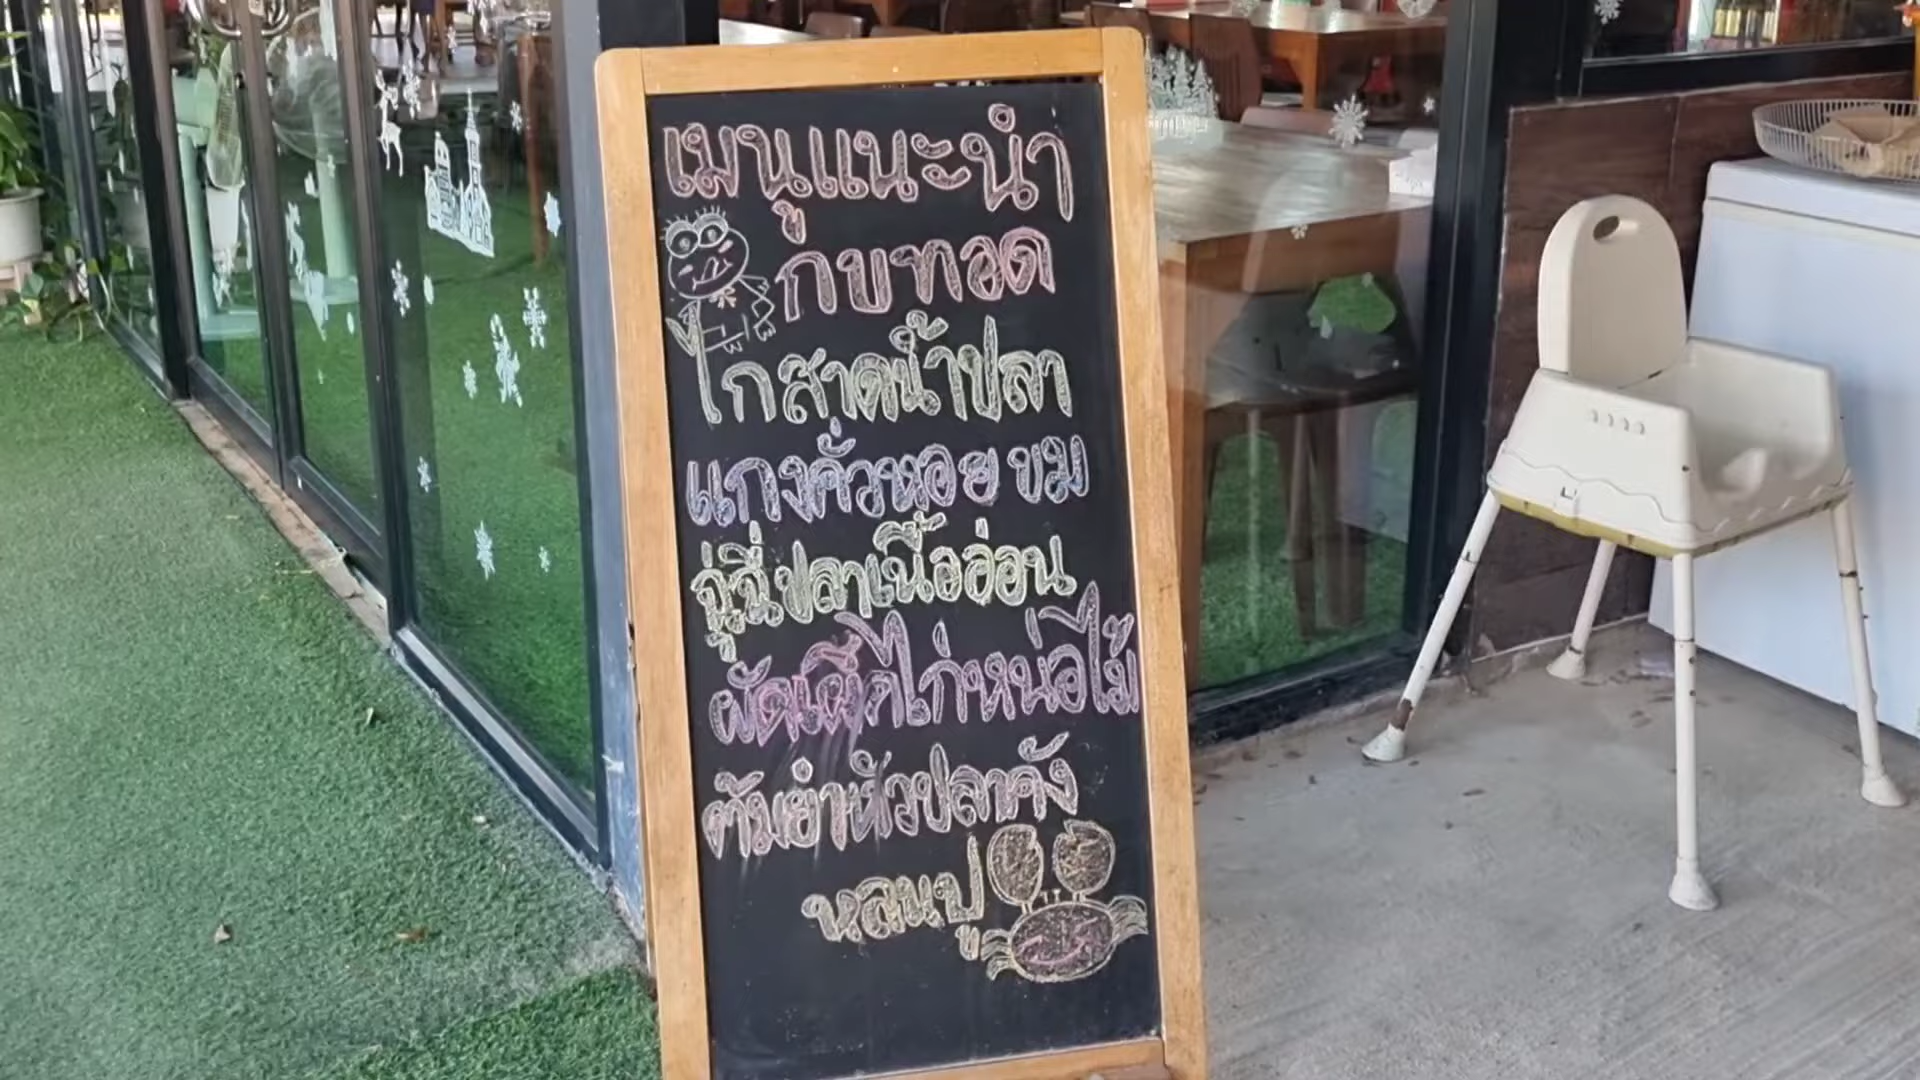 เมนูแนะนำ
กบทอด
ไกสาดน้ำปลา
แกงคั่วหอย ขม
ฉู่ฉี่ปลาเนื้ออ่อน
ผัดเผ็ดไก่หน่อไม้
ต้มยำหัวปลาคัง
หลนปู